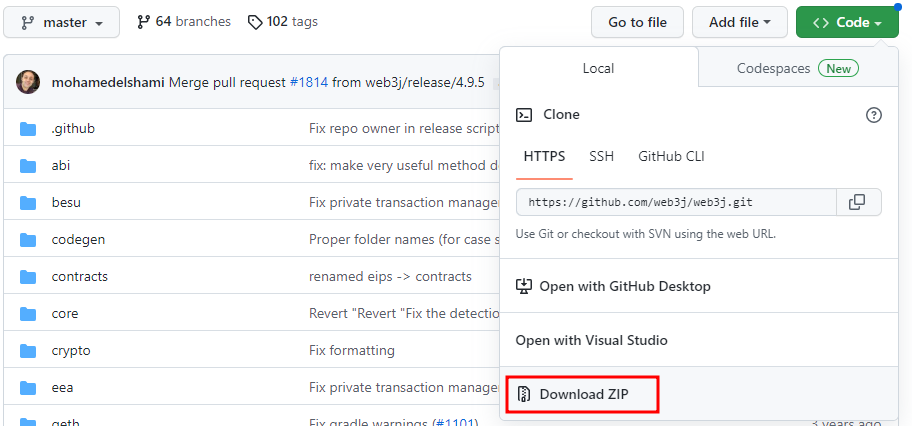 master 64 branches 102 tags Go to file Add file Code
Local Codespaces New
mohamedelshami Merge pull request #1814 from web3j/release/4.9.5
Clone
.github Fix repo owner in release script
HTTPS SSH GitHub CLI
abi fix: make very useful method
besu Fix private transaction manager
https://github.com/web3j/web3j.git
Use Git or checkout with SVN using the web URL.
codegen Proper folder names (for case
contracts renamed eips -> contracts
Open with GitHub Desktop
core Revert "Revert "Fix the detection
Open with Visual Studio
crypto Fix formatting
eea Fix private transaction manager
Download ZIP
geth Fix gradle warnings (#1101) 3 years ago